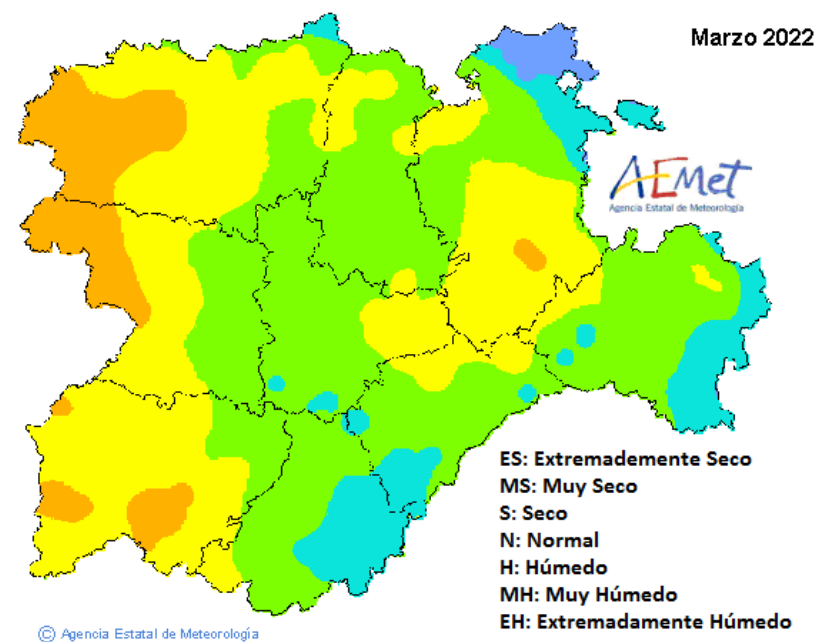 Marzo 2022
AEMet
Agencia Estatal de Meteorología
ES: Extremademente Seco
MS: Muy Seco
S: Seco
N: Normal
H: Húmedo
MH: Muy Húmedo
EH: Extremadamente Húmedo
© Agencia Estatal de Meteorología